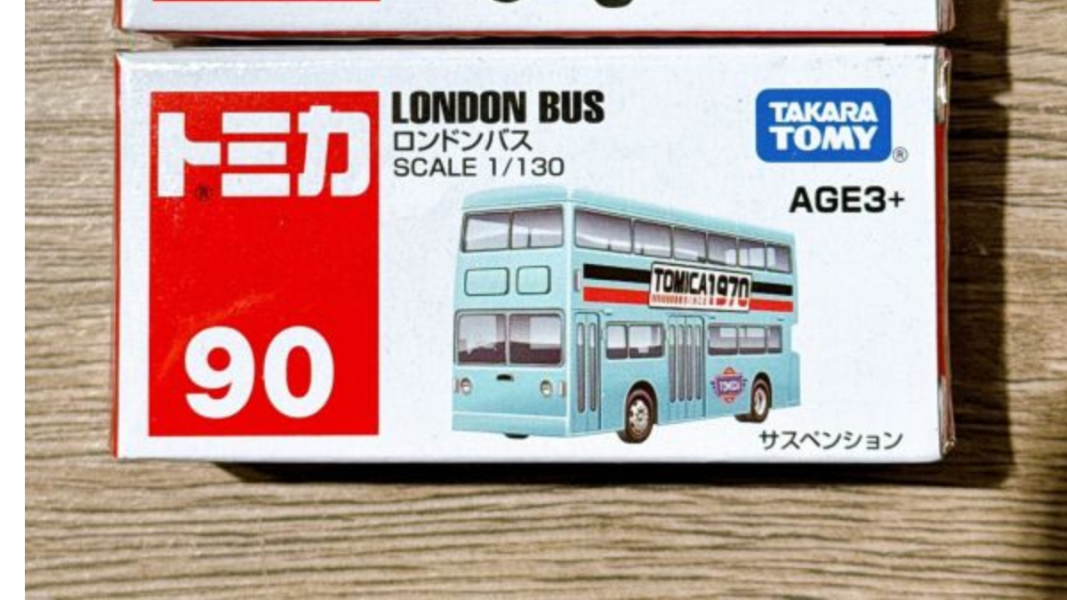 トミカ
®
90
LONDON BUS
ロンドンバス
SCALE 1/130
TAKARA
TOMY
®
AGE3+
TOMICA1970
TOMICA
サスペンション